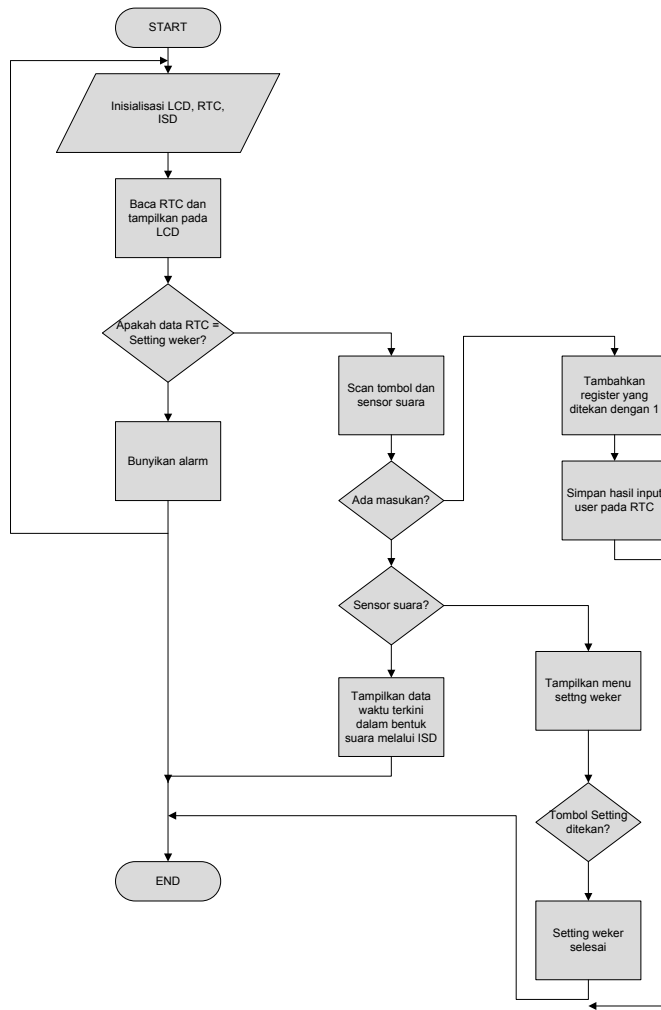 START
Inisialisasi LCD, RTC,
ISD
Baca RTC dan
tampilkan pada
LCD
Apakah data RTC =
Setting weker?
Bunyikan alarm
Scan tombol dan
sensor suara
Ada masukan?
Tambahkan
register yang
ditekan dengan 1
Simpan hasil input
user pada RTC
Sensor suara?
Tampilkan data
waktu terkini
dalam bentuk
suara melalui ISD
Tampilkan menu
settng weker
Tombol Setting
ditekan?
Setting weker
selesai
END